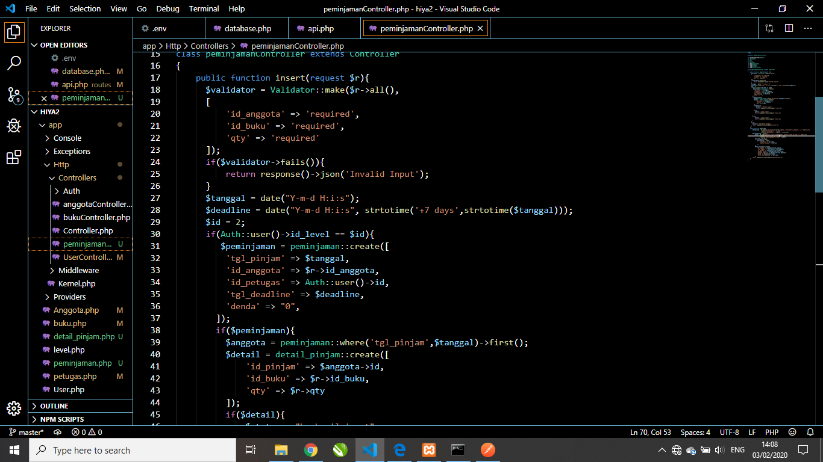 File Edit Selection View Go Debug Terminal Help
peminjamanController.php - hiya2 - Visual Studio Code
EXPLORER
OPEN EDITORS
.env
database.ph... M
api.php routes M
peminjaman... U
HIYA2
app
Console
Exceptions
Http
Controllers
Auth
anggotaController...
bukuController.php
Controller.php
peminjaman... U
UserControll... M
Middleware
Kernel.php
Providers
Anggota.php M
buku.php M
detail_pinjam.php U
level.php
peminjaman.php U
petugas.php M
User.php
OUTLINE
NPM SCRIPTS
.env database.php api.php peminjamanController.php
app > Http > Controllers > peminjamanController.php
15 class peminjamanController extends Controller
16 {
17 public function insert(request $r){
18 $validator = Validator::make($r->all(),
19 [
20 'id_anggota' => 'required',
21 'id_buku' => 'required',
22 'qty' => 'required'
23 ]);
24 if($validator->fails()){
25 return response()->json('Invalid Input');
26 }
27 $tanggal = date("Y-m-d H:i:s");
28 $deadline = date("Y-m-d H:i:s", strtotime('+7 days',strtotime($tanggal)));
29 $id = 2;
30 if(Auth::user()->id_level == $id){
31 $peminjaman = peminjaman::create([
32 'tgl_pinjam' => $tanggal,
33 'id_anggota' => $r->id_anggota,
34 'id_petugas' => Auth::user()->id,
35 'tgl_deadline' => $deadline,
36 'denda' => "0",
37 ]);
38 if($peminjaman){
39 $anggota = peminjaman::where('tgl_pinjam',$tanggal)->first();
40 $detail = detail_pinjam::create([
41 'id_pinjam' => $anggota->id,
42 'id_buku' => $r->id_buku,
43 'qty' => $r->qty
44 ]);
45 if($detail){
master* 0 0
Ln 70, Col 53 Spaces: 4 UTF-8 LF PHP
Type here to search
ENG
14:08
03/02/2020